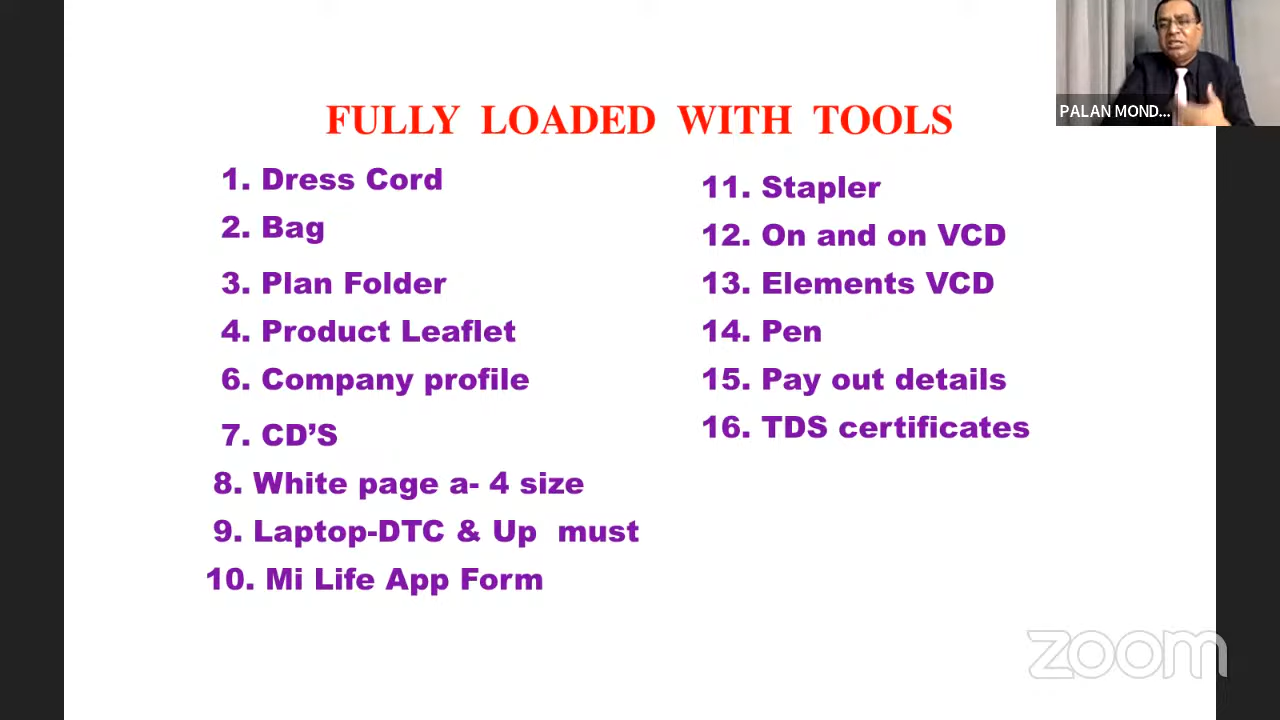 PALAN MOND...
FULLY LOADED WITH TOOLS
1. Dress Cord
2. Bag
3. Plan Folder
4. Product Leaflet
6. Company profile
7. CD’S
8. White page a- 4 size
9. Laptop-DTC & Up must
10. Mi Life App Form
11. Stapler
12. On and on VCD
13. Elements VCD
14. Pen
15. Pay out details
16. TDS certificates
zoom